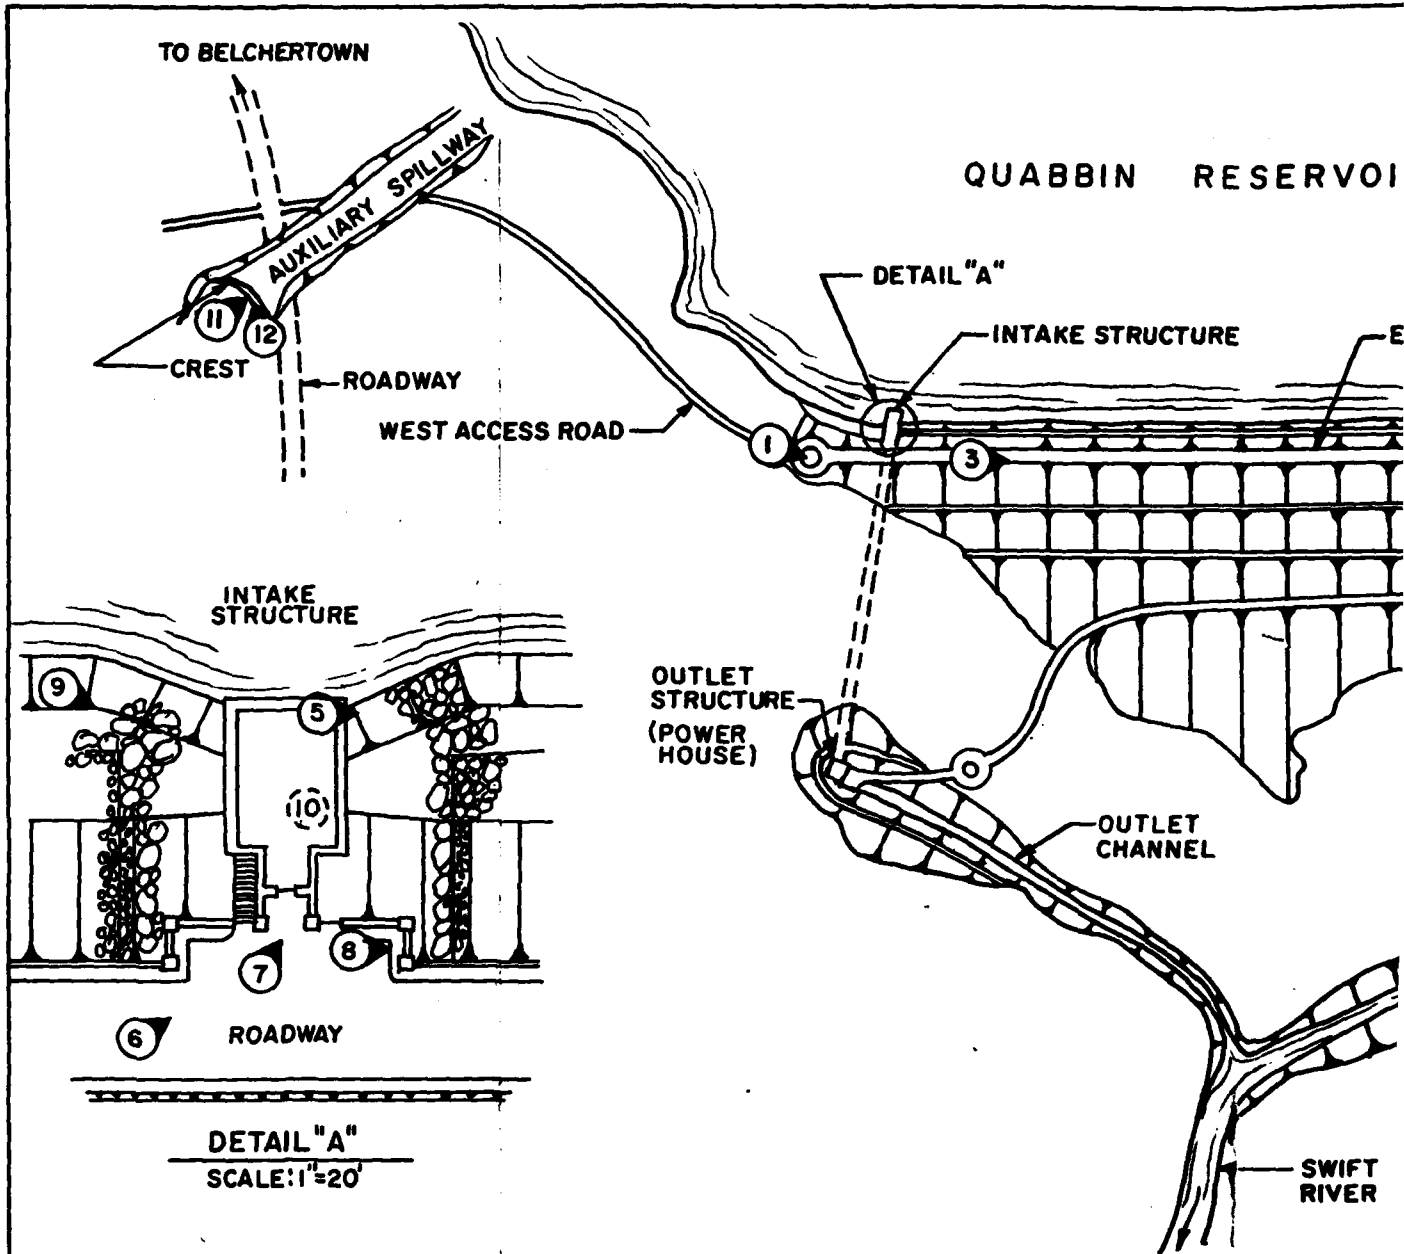 TO BELCHERTOWN
QUABBIN RESERVOI
AUXILIARY SPILLWAY
DETAIL "A"
11
12
INTAKE STRUCTURE
E
CREST
ROADWAY
WEST ACCESS ROAD
1
3
INTAKE
STRUCTURE
9
5
OUTLET
STRUCTURE
(POWER
HOUSE)
10
OUTLET
CHANNEL
8
7
6
ROADWAY
DETAIL "A"
SCALE: 1"=20'
SWIFT
RIVER